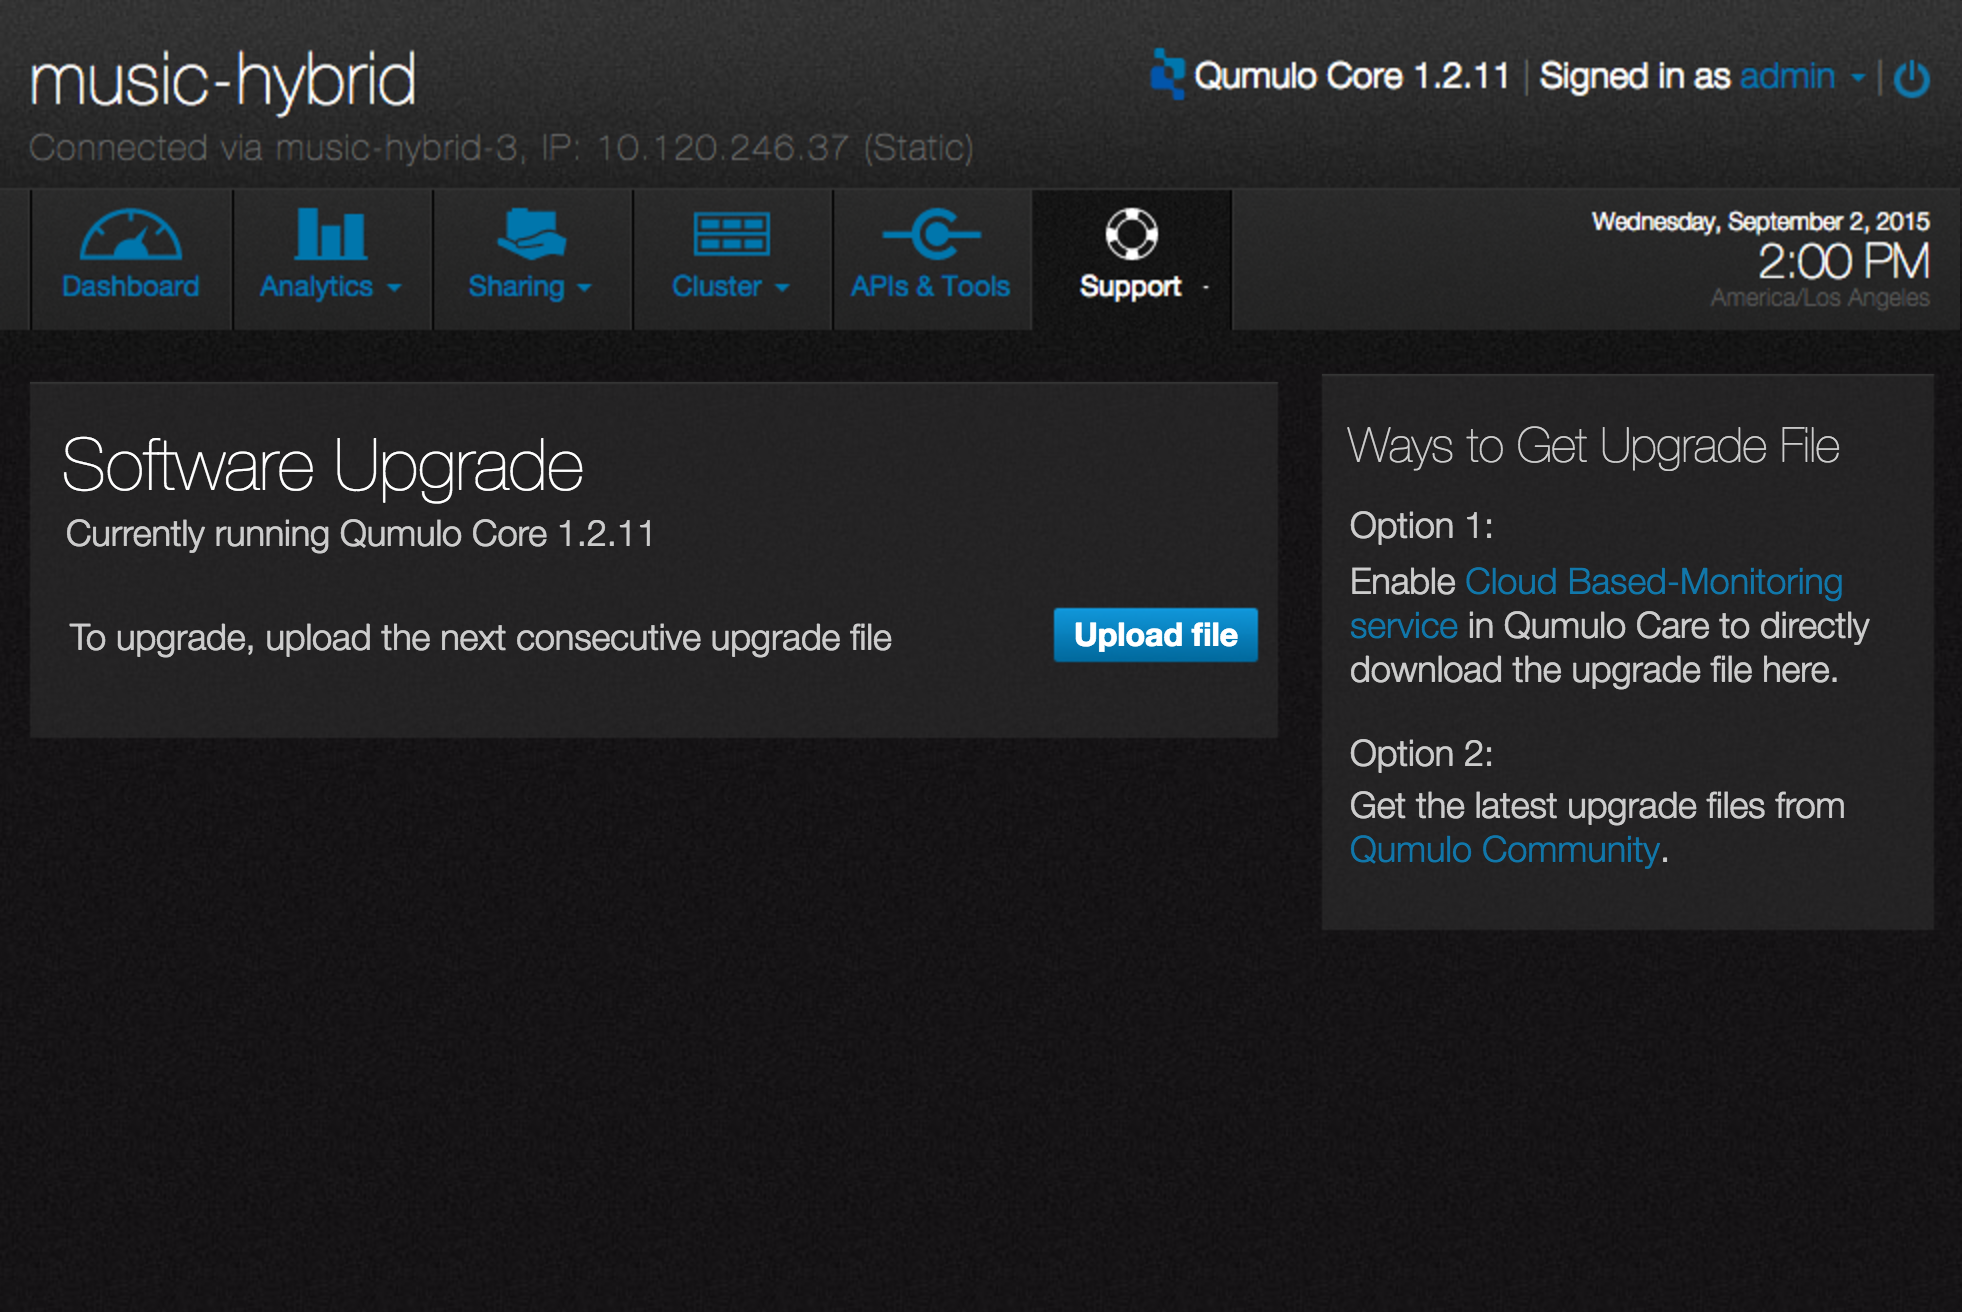 music-hybrid
Qumulo Core 1.2.11 | Signed in as admin |
Connected via music-hybrid-3, IP: 10.120.246.37 (Static)
Dashboard
Analytics
Sharing
Cluster
APIs & Tools
Support
Wednesday, September 2, 2015
2:00 PM
America/Los Angeles
Software Upgrade
Currently running Qumulo Core 1.2.11
To upgrade, upload the next consecutive upgrade file
Upload file
Ways to Get Upgrade File
Option 1:
Enable Cloud Based-Monitoring
service in Qumulo Care to directly
download the upgrade file here.
Option 2:
Get the latest upgrade files from
Qumulo Community.